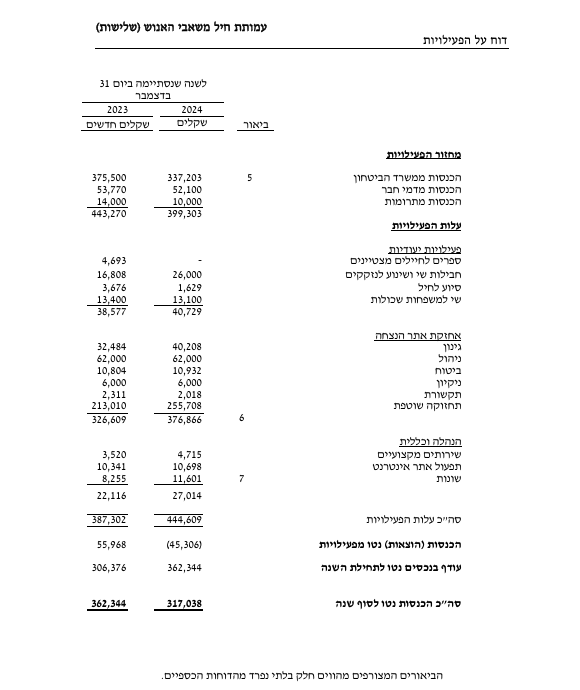 עמותת חיל משאבי האנוש (שלישות)
דוח על הפעילויות
לשנה שנסתיימה ביום 31
בדצמבר
2024 2023
ביאור שקלים שקלים חדשים
מחזור הפעילויות
הכנסות ממשרד הביטחון 5 337,203 375,500
הכנסות מדמי חבר 52,100 53,770
הכנסות מתרומות 10,000 14,000
399,303 443,270
עלות הפעילויות
פעילויות יעודיות
ספרים לחיילים מצטיינים - 4,693
חבילות שי ושינוע לנזקקים 26,000 16,808
סיוע לחיל 1,629 3,676
שי למשפחות שכולות 13,100 13,400
40,729 38,577
אחזקת אתר הנצחה
גינון 40,208 32,484
ניהול 62,000 62,000
ביטוח 10,932 10,804
ניקיון 6,000 6,000
תקשורת 2,018 2,311
תחזוקה שוטפת 255,708 213,010
6 376,866 326,609
הנהלה וכללית
שירותים מקצועיים 4,715 3,520
תפעול אתר אינטרנט 10,698 10,341
שונות 7 11,601 8,255
27,014 22,116
סה״כ עלות הפעילויות 444,609 387,302
הכנסות (הוצאות) נטו מפעילויות (45,306) 55,968
עודף בנכסים נטו לתחילת השנה 362,344 306,376
סה״כ הכנסות נטו לסוף שנה 317,038 362,344
הביאורים המצורפים מהווים חלק בלתי נפרד מהדוחות הכספיים.